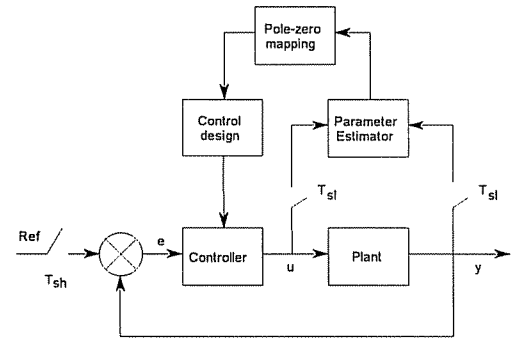 Pole-zero
mapping
Control
design
Parameter
Estimator
T sl
T sl
Ref
e
T sh
Controller
u
Plant
y